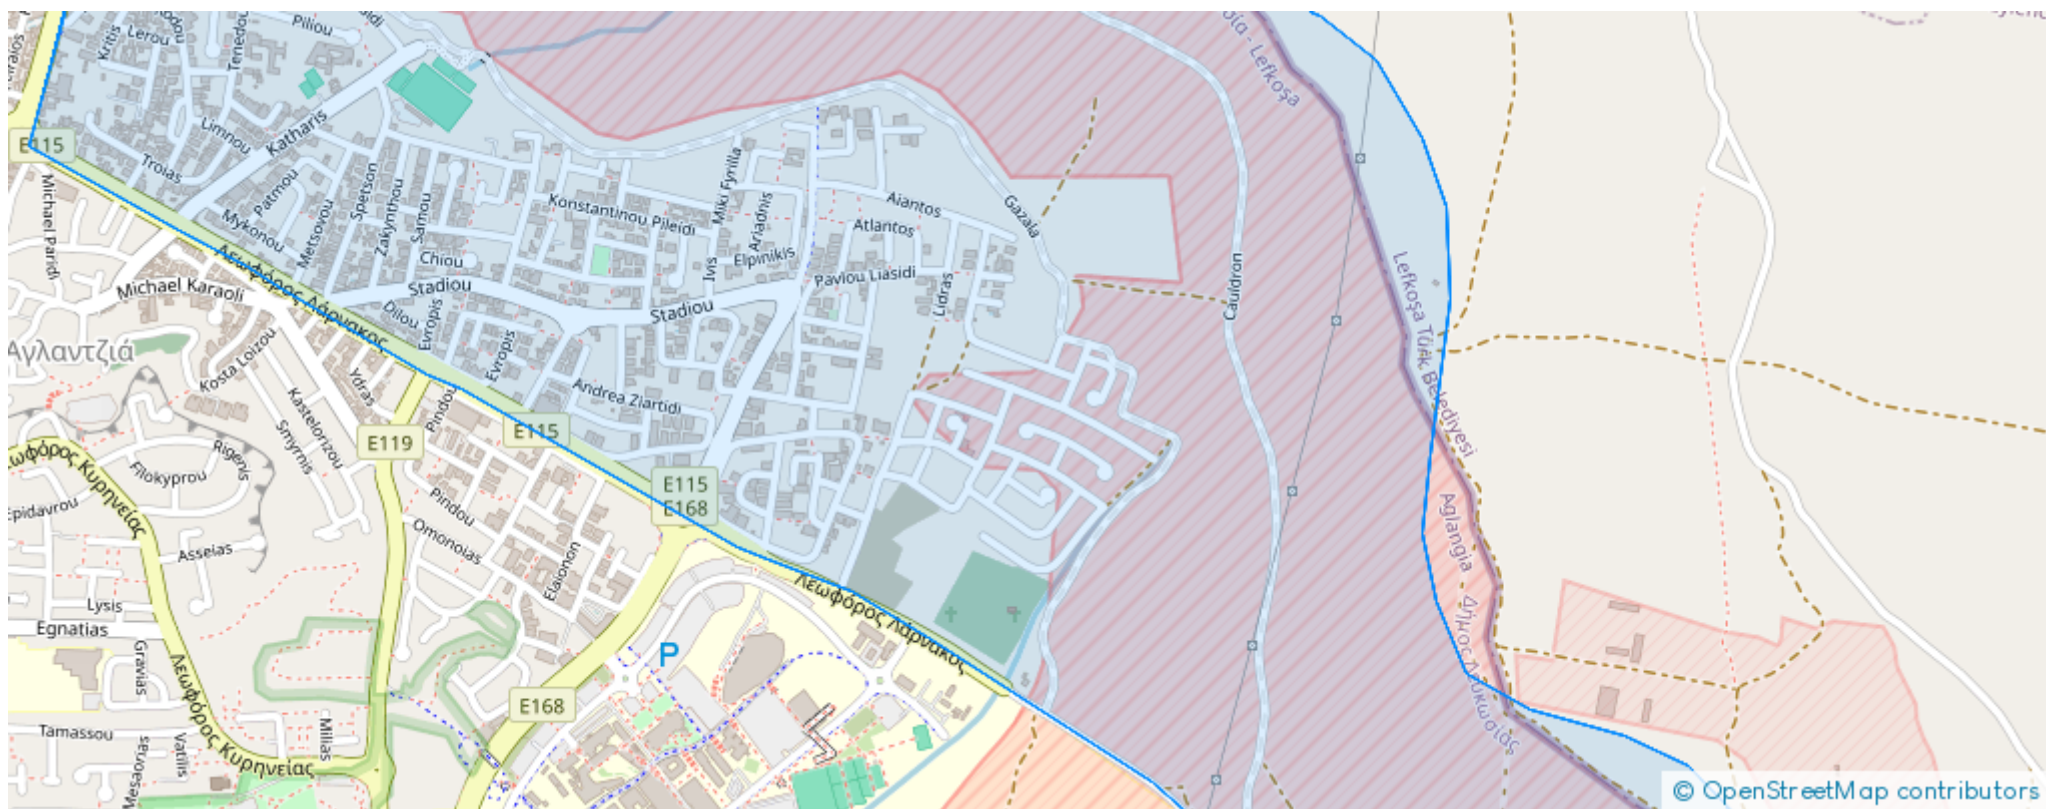 Kritis
Lerou
Tenedou
Piliou
E115
Limnou
Katharis
Troias
Patmou
Mykonou
Metsovou
Spetson
Zakynthou
Samou
Chiou
Stadiou
Dilou
Evropis
Evropis
Konstantinou Pileidi
Miki Fyrilla
Ariadnis
Elpinikis
Ivis
Aiantos
Atlantos
Pavlou Liasidi
Lidras
Stadiou
Gazala
Cauldron
Andrea Ziartidi
Michael Paridi
Michael Karaoli
Λεωφόρος Λάρνακος
Αγλαντζιά
Kosta Loizou
Ydras
Kastelorizou
Smyrnis
E119
Pindou
E115
E115
E168
Rigenis
Filokyprou
Epidavrou
Λεωφόρος Κυρηνείας
Asseias
Pindou
Omonoias
Elaionon
Lysis
Egnatias
Gravias
Tamassou
Vatilis
Mesaorias
Milias
Λεωφόρος Κυρηνείας
E168
P
Λεωφόρος Λάρνακος
Lefkoşa
Lefkoşa Türk Belediyesi
Aglangia - Δήμος Λευκωσίας
© OpenStreetMap contributors